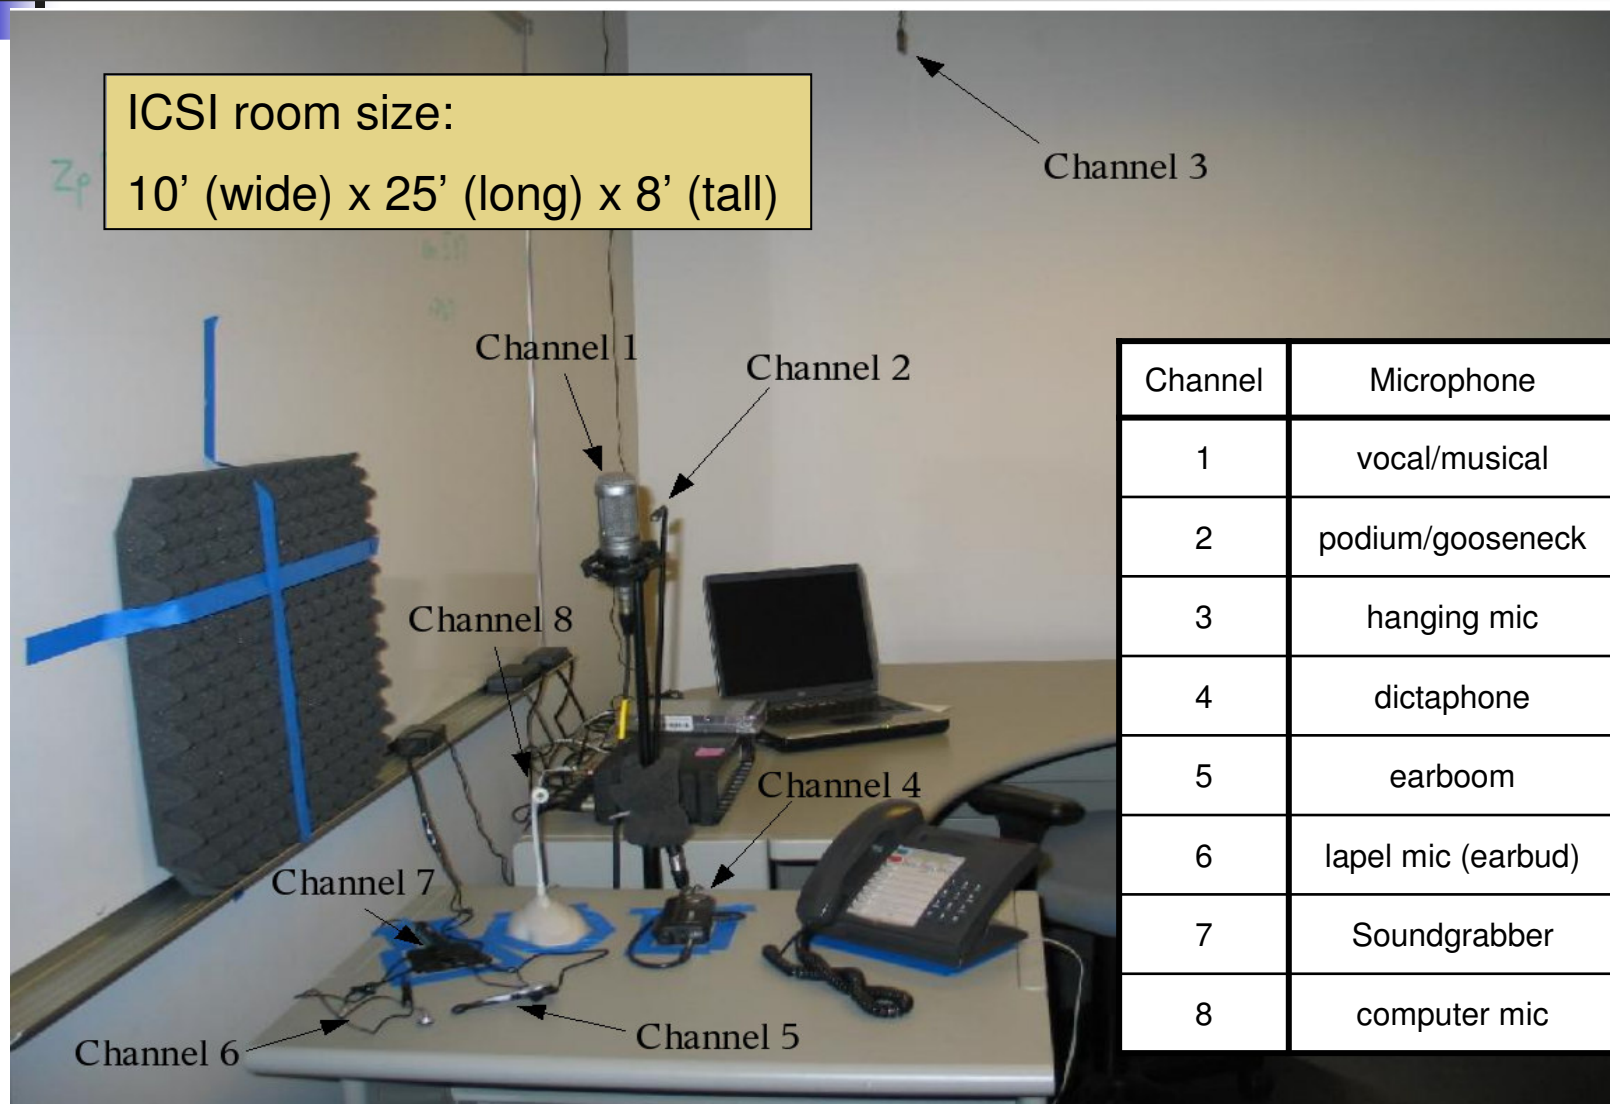 ICSI room size:
10’ (wide) x 25’ (long) x 8’ (tall)
Zp
Channel 3
Channel 1
Channel 2
Channel 8
Channel 4
Channel 7
Channel 5
Channel 6
Channel Microphone
1 vocal/musical
2 podium/gooseneck
3 hanging mic
4 dictaphone
5 earboom
6 lapel mic (earbud)
7 Soundgrabber
8 computer mic